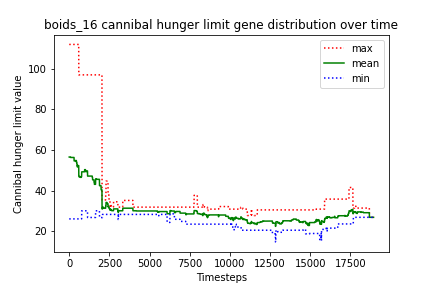 boids_16 cannibal hunger limit gene distribution over time
max
mean
min
Cannibal hunger limit value
100
80
60
40
20
0 2500 5000 7500 10000 12500 15000 17500
Timesteps